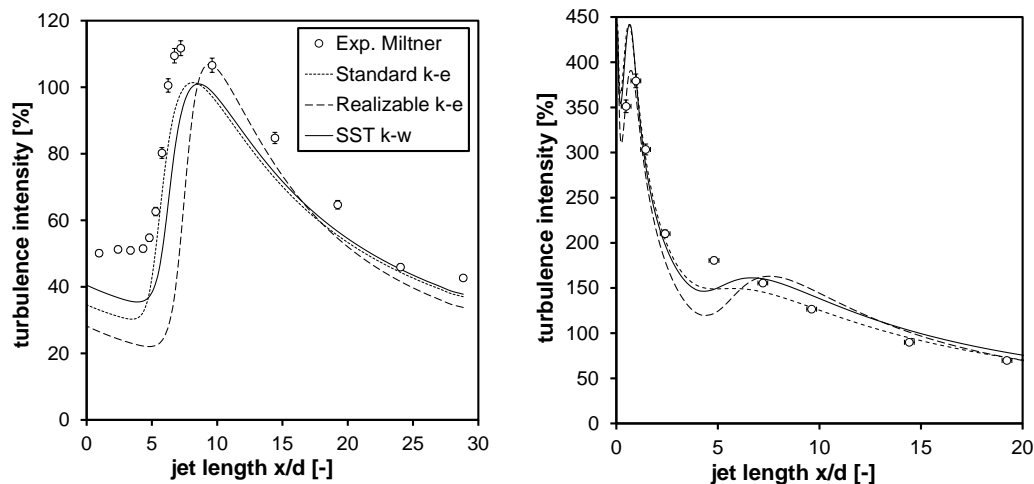 turbulence intensity [%]
120
100
80
60
40
20
0
Exp. Miltner
Standard k-e
Realizable k-e
SST k-w
0 5 10 15 20 25 30
jet length x/d [-]
turbulence intensity [%]
450
400
350
300
250
200
150
100
50
0
0 5 10 15 20
jet length x/d [-]